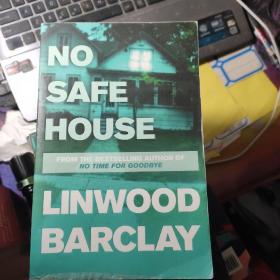 NO
SAFE
HOUSE
FROM THE BESTSELLING AUTHOR OF
NO TIME FOR GOODBYE
LINWOOD
BARCLAY